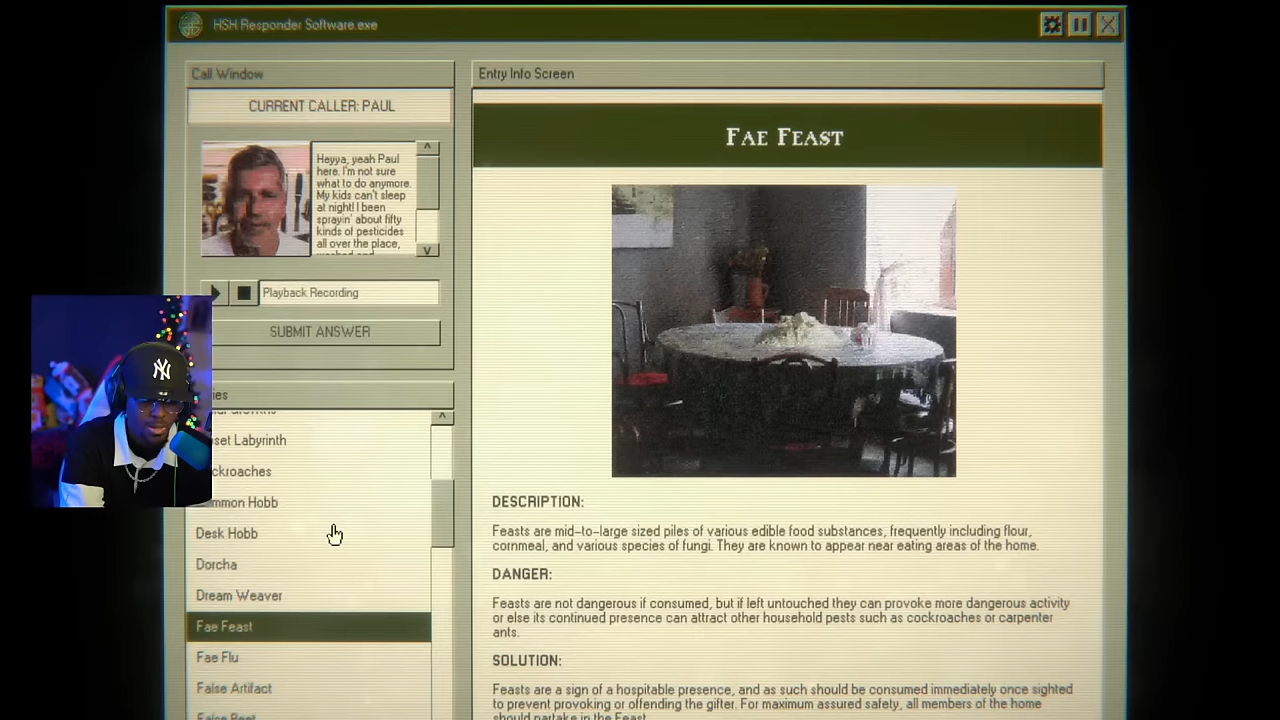 HSH Responder Software.exe
Call Window
CURRENT CALLER: PAUL
Heyya, yeah Paul
here. I'm not sure
what to do anymore.
My kids can't sleep
at night! I been
sprayin' about fifty
kinds of pesticides
all over the place,
Playback Recording
SUBMIT ANSWER
oset Labyrinth
ckroaches
mmon Hobb
Desk Hobb
Dorcha
Dream Weaver
Fae Feast
Fae Flu
False Artifact
Entry Info Screen
FAE FEAST
DESCRIPTION:
Feasts are mid-to-large sized piles of various edible food substances, frequently including flour,
cornmeal, and various species of fungi. They are known to appear near eating areas of the home.
DANGER:
Feasts are not dangerous if consumed, but if left untouched they can provoke more dangerous activity
or else its continued presence can attract other household pests such as cockroaches or carpenter
ants.
SOLUTION:
Feasts are a sign of a hospitable presence, and as such should be consumed immediately once sighted
to prevent provoking or offending the gifter. For maximum assured safety, all members of the home
should partake in the Feast.
NY